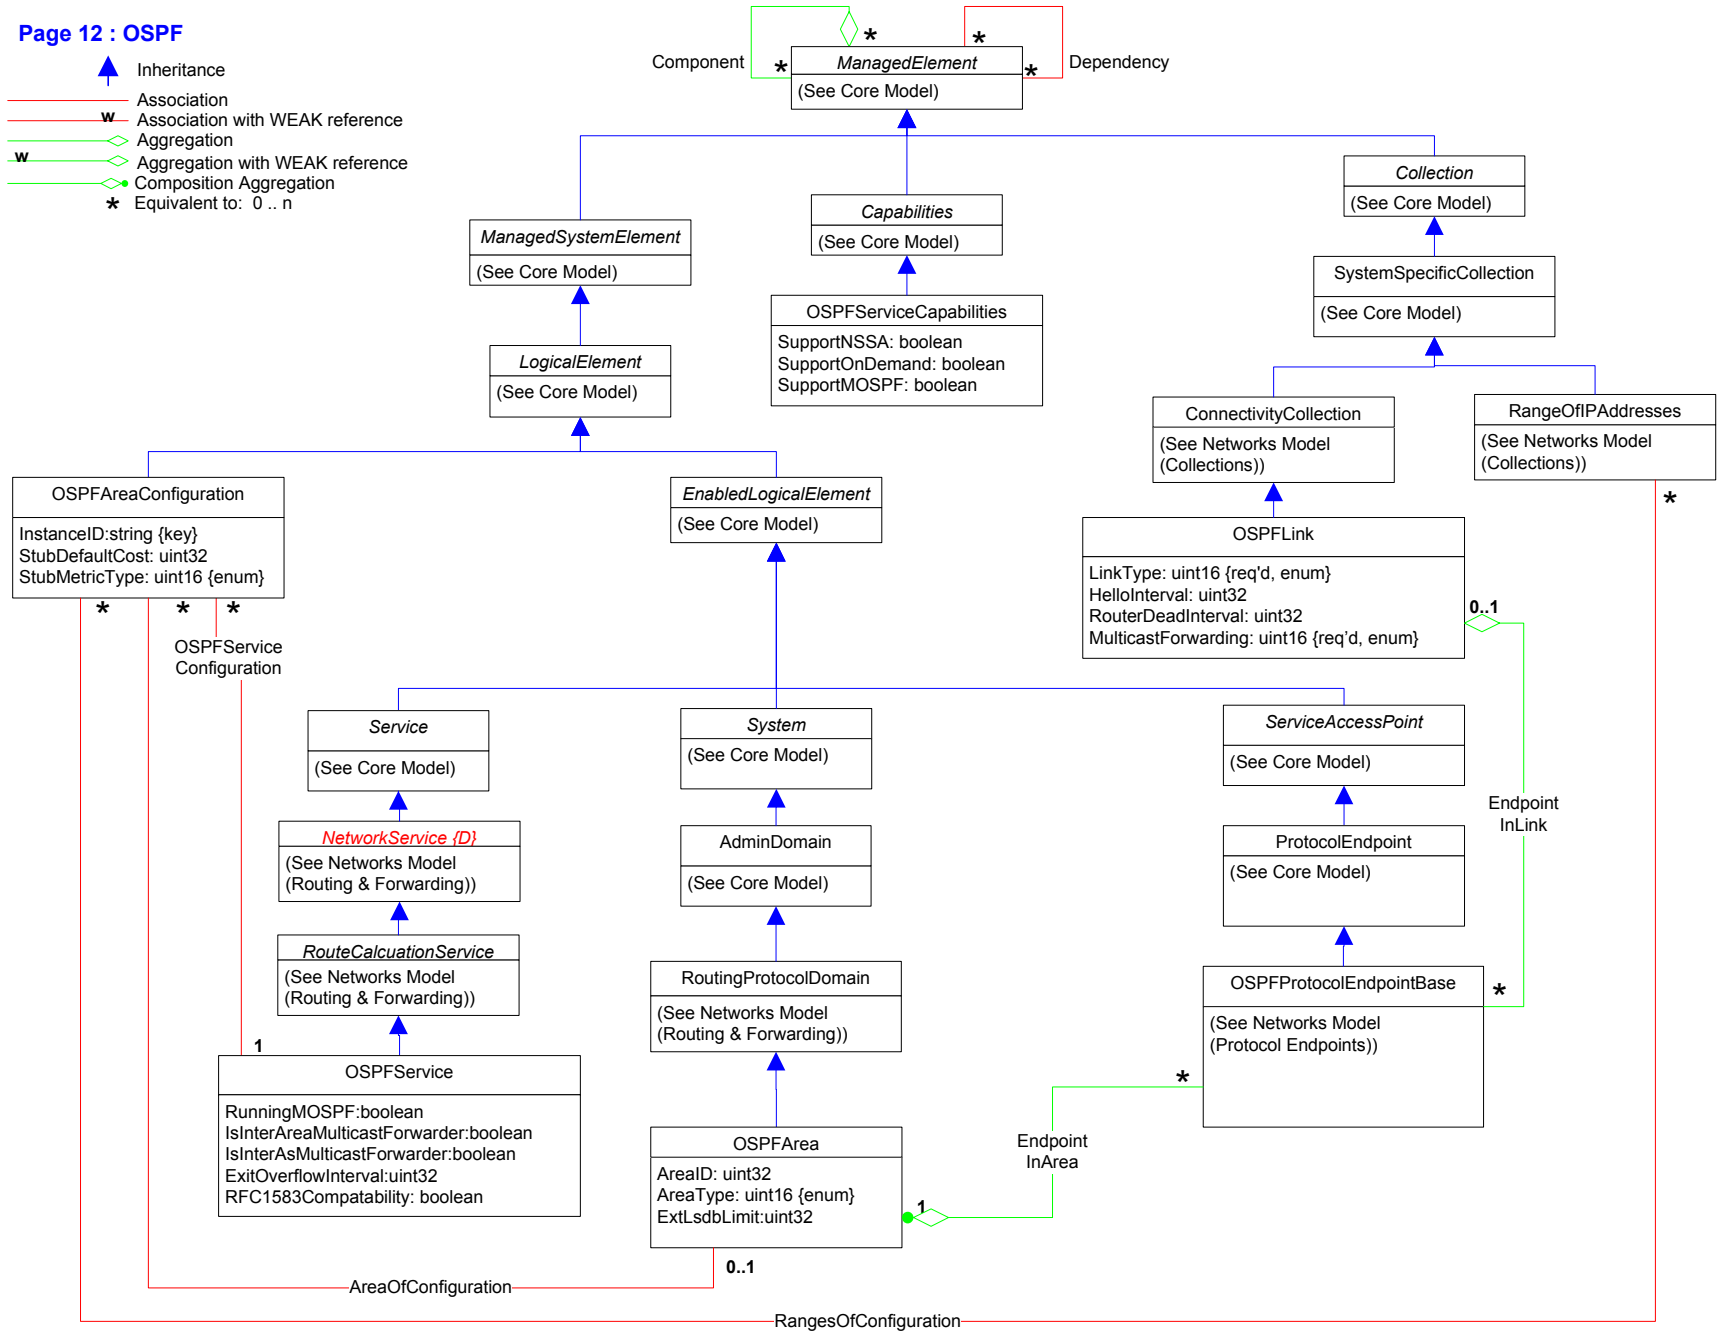 Page 12 : OSPF
Inheritance
Association
w
Association with WEAK reference
Aggregation
w
Aggregation with WEAK reference
Composition Aggregation
*
Equivalent to: 0 .. n
Component
*
*
*
*
Dependency
ManagedElement
(See Core Model)
Collection
(See Core Model)
Capabilities
(See Core Model)
ManagedSystemElement
(See Core Model)
SystemSpecificCollection
(See Core Model)
OSPFServiceCapabilities
SupportNSSA: boolean
SupportOnDemand: boolean
SupportMOSPF: boolean
LogicalElement
(See Core Model)
ConnectivityCollection
(See Networks Model
(Collections))
RangeOfIPAddresses
(See Networks Model
(Collections))
*
OSPFAreaConfiguration
InstanceID:string {key}
StubDefaultCost: uint32
StubMetricType: uint16 {enum}
*
*
*
EnabledLogicalElement
(See Core Model)
OSPFLink
LinkType: uint16 {req'd, enum}
HelloInterval: uint32
RouterDeadInterval: uint32
MulticastForwarding: uint16 {req’d, enum}
0..1
OSPFService
Configuration
Service
(See Core Model)
System
(See Core Model)
ServiceAccessPoint
(See Core Model)
Endpoint
InLink
NetworkService {D}
(See Networks Model
(Routing & Forwarding))
AdminDomain
(See Core Model)
ProtocolEndpoint
(See Core Model)
RouteCalcuationService
(See Networks Model
(Routing & Forwarding))
RoutingProtocolDomain
(See Networks Model
(Routing & Forwarding))
OSPFProtocolEndpointBase
(See Networks Model
(Protocol Endpoints))
*
*
1
OSPFService
RunningMOSPF:boolean
IsInterAreaMulticastForwarder:boolean
IsInterAsMulticastForwarder:boolean
ExitOverflowInterval:uint32
RFC1583Compatability: boolean
OSPFArea
AreaID: uint32
AreaType: uint16 {enum}
ExtLsdbLimit:uint32
Endpoint
InArea
1
0..1
AreaOfConfiguration
RangesOfConfiguration